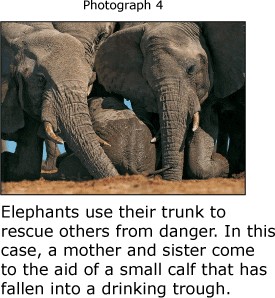 Photograph 4
Elephants use their trunk to
rescue others from danger. In this
case, a mother and sister come
to the aid of a small calf that has
fallen into a drinking trough.